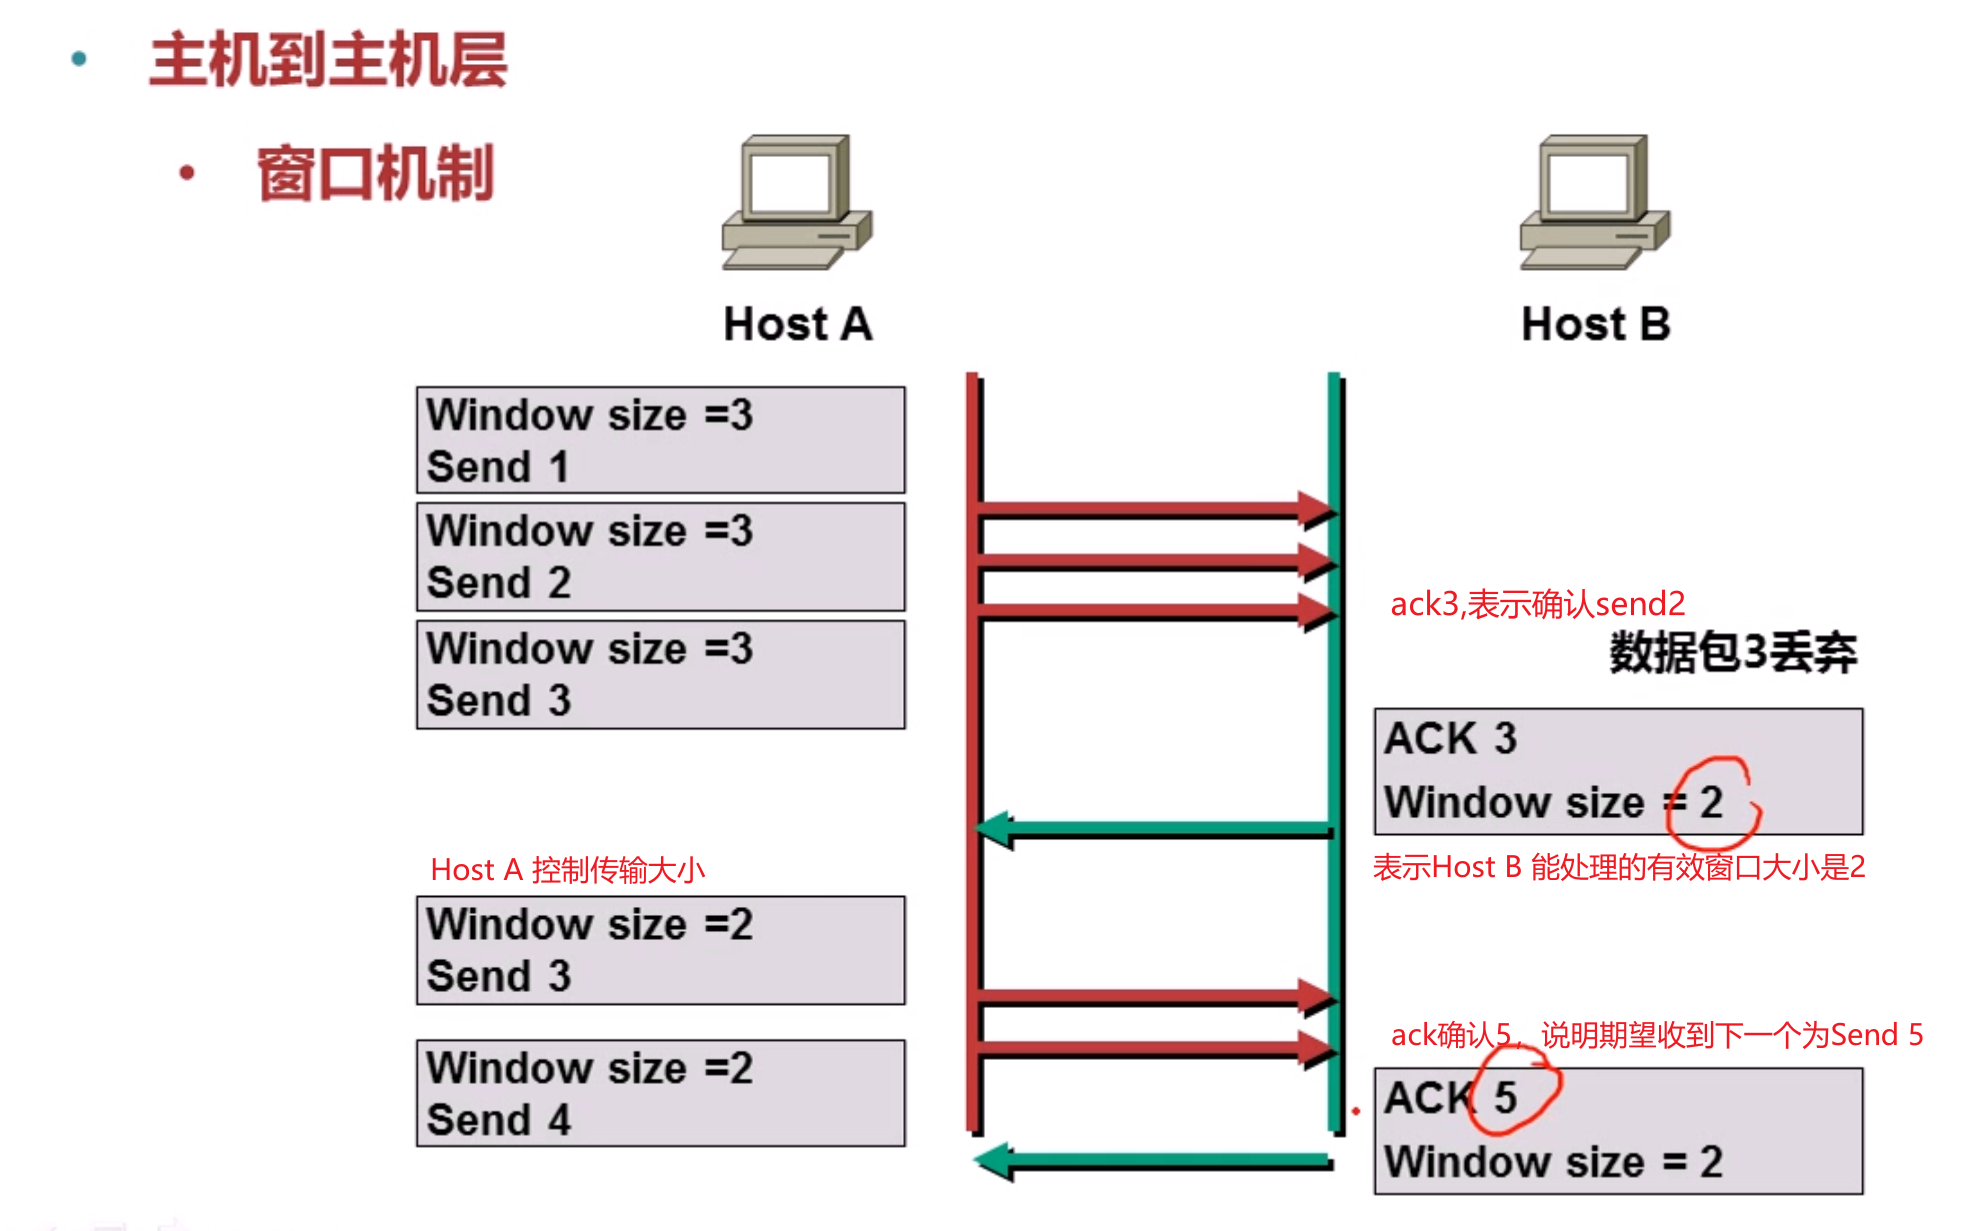 主机到主机层
窗口机制
Host A
Host B
Window size =3
Send 1
Window size =3
Send 2
Window size =3
Send 3
ack3,表示确认send2
数据包3丢弃
ACK 3
Window size = 2
表示Host B 能处理的有效窗口大小是2
Host A 控制传输大小
Window size =2
Send 3
Window size =2
Send 4
ack确认5，说明期望收到下一个为Send 5
ACK 5
Window size = 2